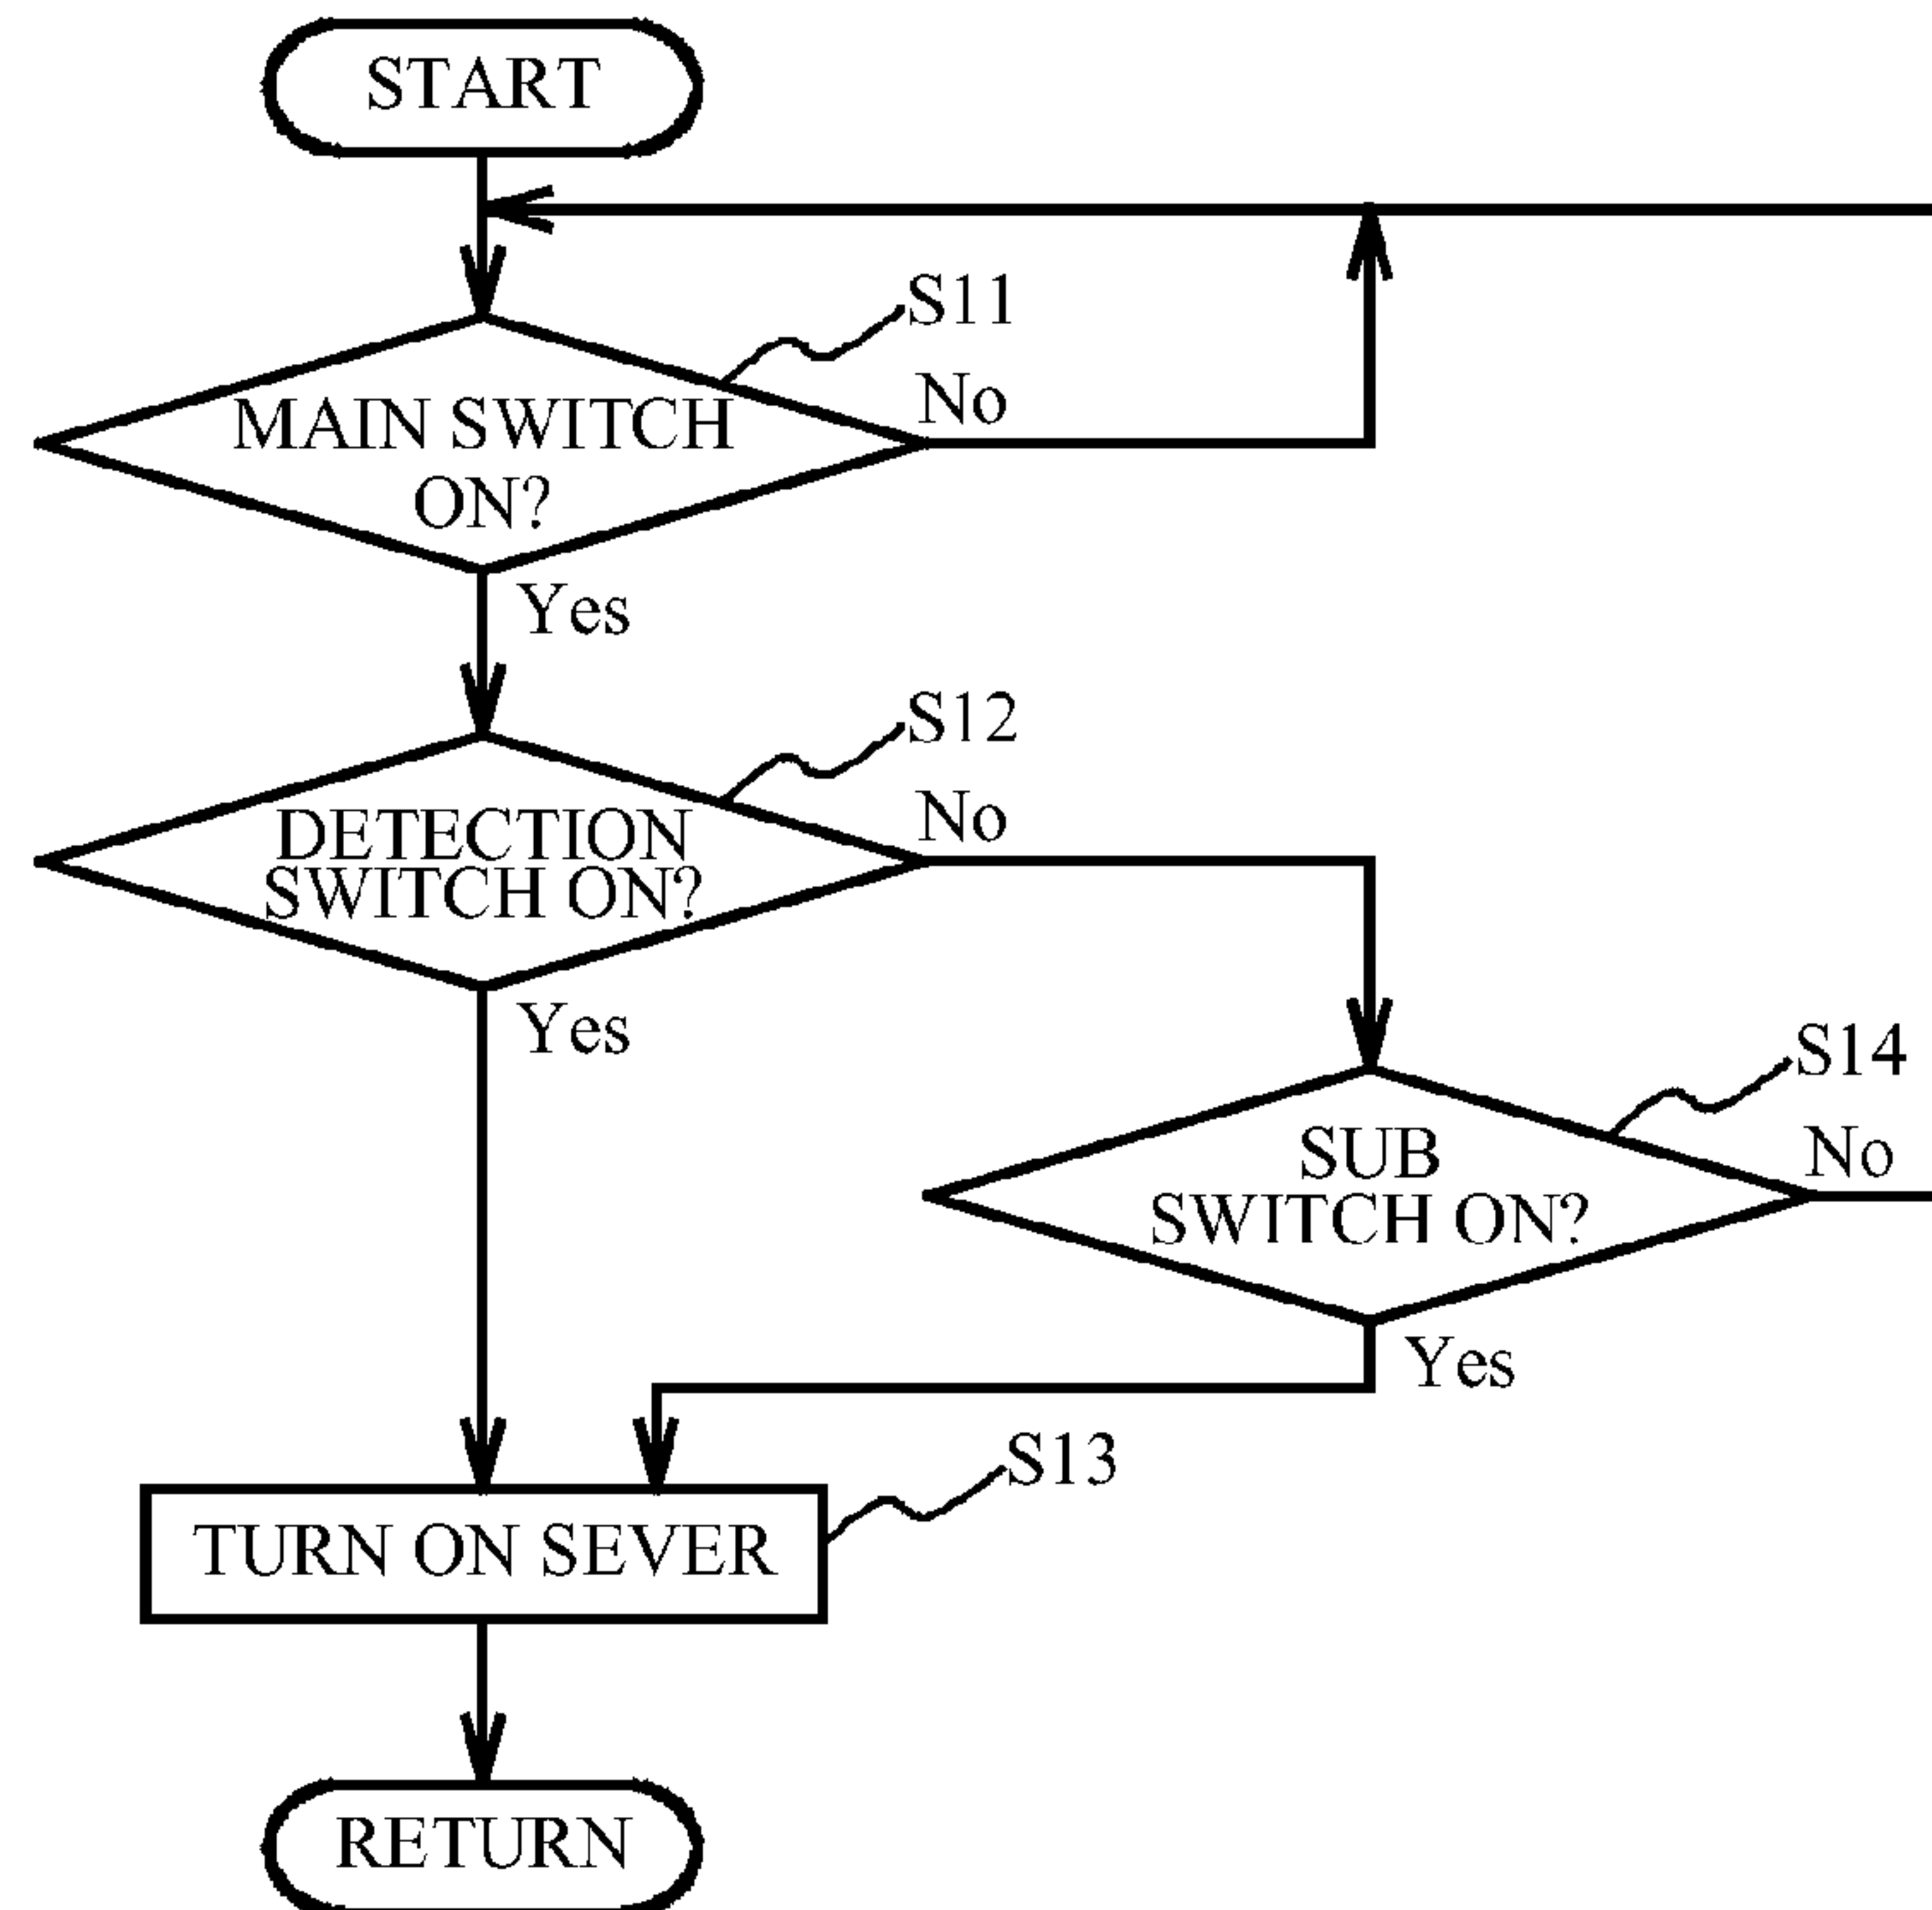 START
S11
No
MAIN SWITCH
ON?
Yes
S12
No
DETECTION
SWITCH ON?
Yes
S14
No
SUB
SWITCH ON?
Yes
S13
TURN ON SEVER
RETURN